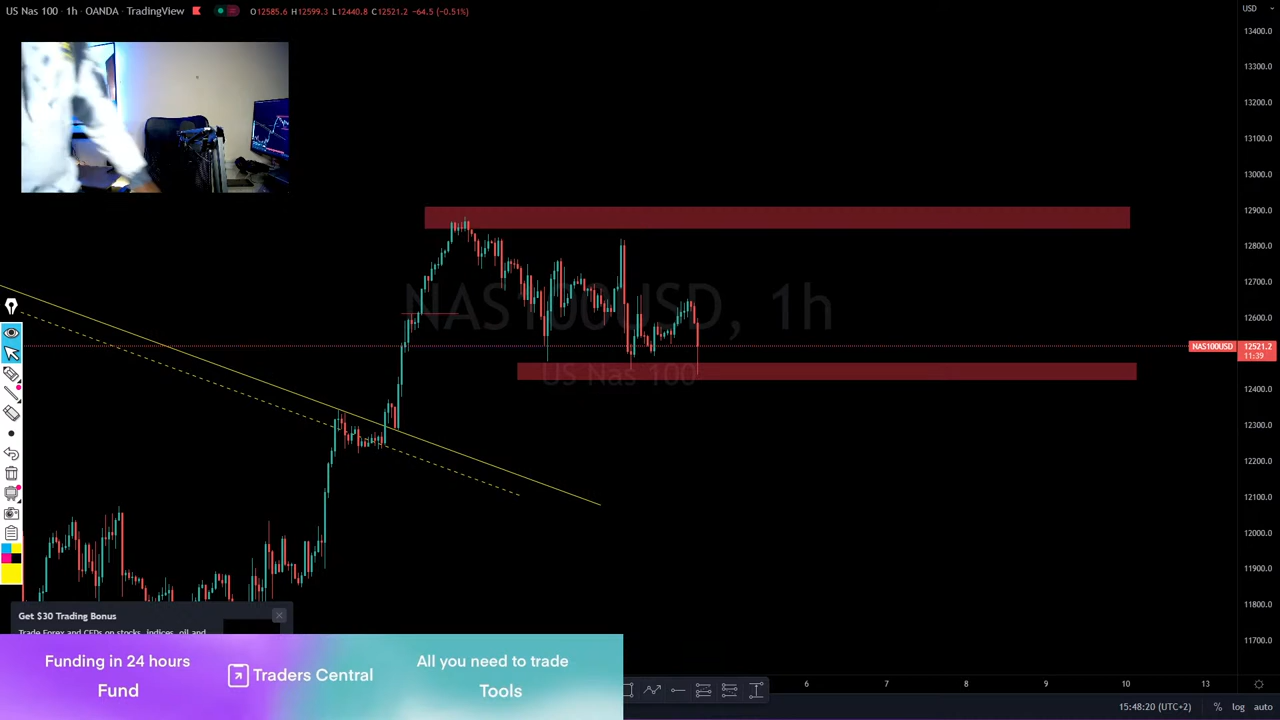 US Nas 100 · 1h · OANDA · TradingView
O12585.6 H12599.3 L12440.8 C12521.2 −64.5 (−0.51%)
USD
13400.0
13200.0
13100.0
13000.0
12900.0
12800.0
12700.0
12600.0
NAS100USD 12521.2
11:39
12400.0
12300.0
12200.0
12100.0
12000.0
11900.0
11800.0
11700.0
NAS100USD, 1h
US Nas 100
Get $30 Trading Bonus
Trade Forex and CFDs on stocks, indices, oil and
Funding in 24 hours
Fund
Traders Central
All you need to trade
Tools
6 7 8 9 10 11 12 13
15:48:20 (UTC+2) % log auto